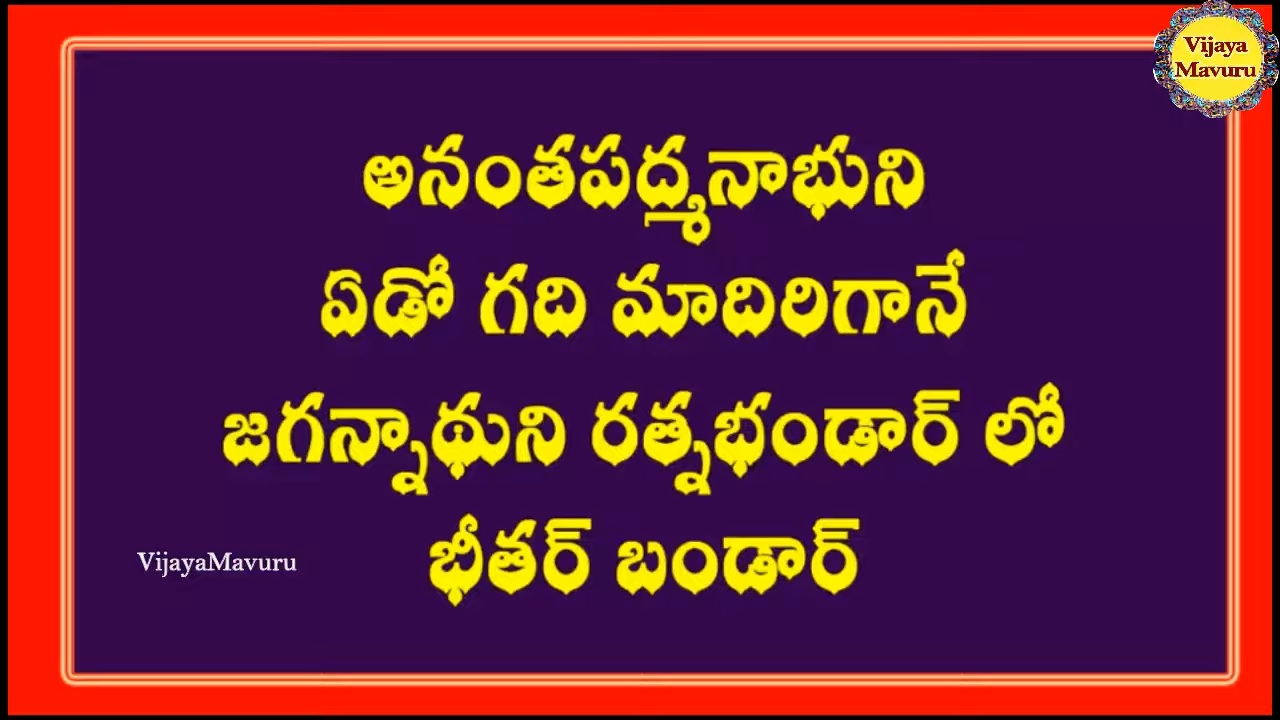 Vijaya
Mavuru
అనంతపద్మనాభుని
ఏడో గది మాదిరిగానే
జగన్నాథుని రత్నభండార్ లో
భీతర్ బండార్
VijayaMavuru